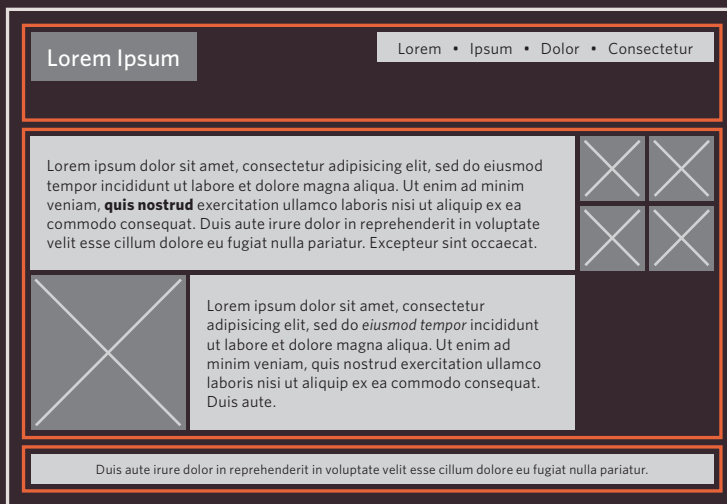 Lorem Ipsum
Lorem • Ipsum • Dolor • Consectetur
Lorem ipsum dolor sit amet, consectetur adipisicing elit, sed do eiusmod
tempor incididunt ut labore et dolore magna aliqua. Ut enim ad minim
veniam, quis nostrud exercitation ullamco laboris nisi ut aliquip ex ea
commodo consequat. Duis aute irure dolor in reprehenderit in voluptate
velit esse cillum dolore eu fugiat nulla pariatur. Excepteur sint occaecat.
Lorem ipsum dolor sit amet, consectetur
adipisicing elit, sed do eiusmod tempor incididunt
ut labore et dolore magna aliqua. Ut enim ad
minim veniam, quis nostrud exercitation ullamco
laboris nisi ut aliquip ex ea commodo consequat.
Duis aute.
Duis aute irure dolor in reprehenderit in voluptate velit esse cillum dolore eu fugiat nulla pariatur.